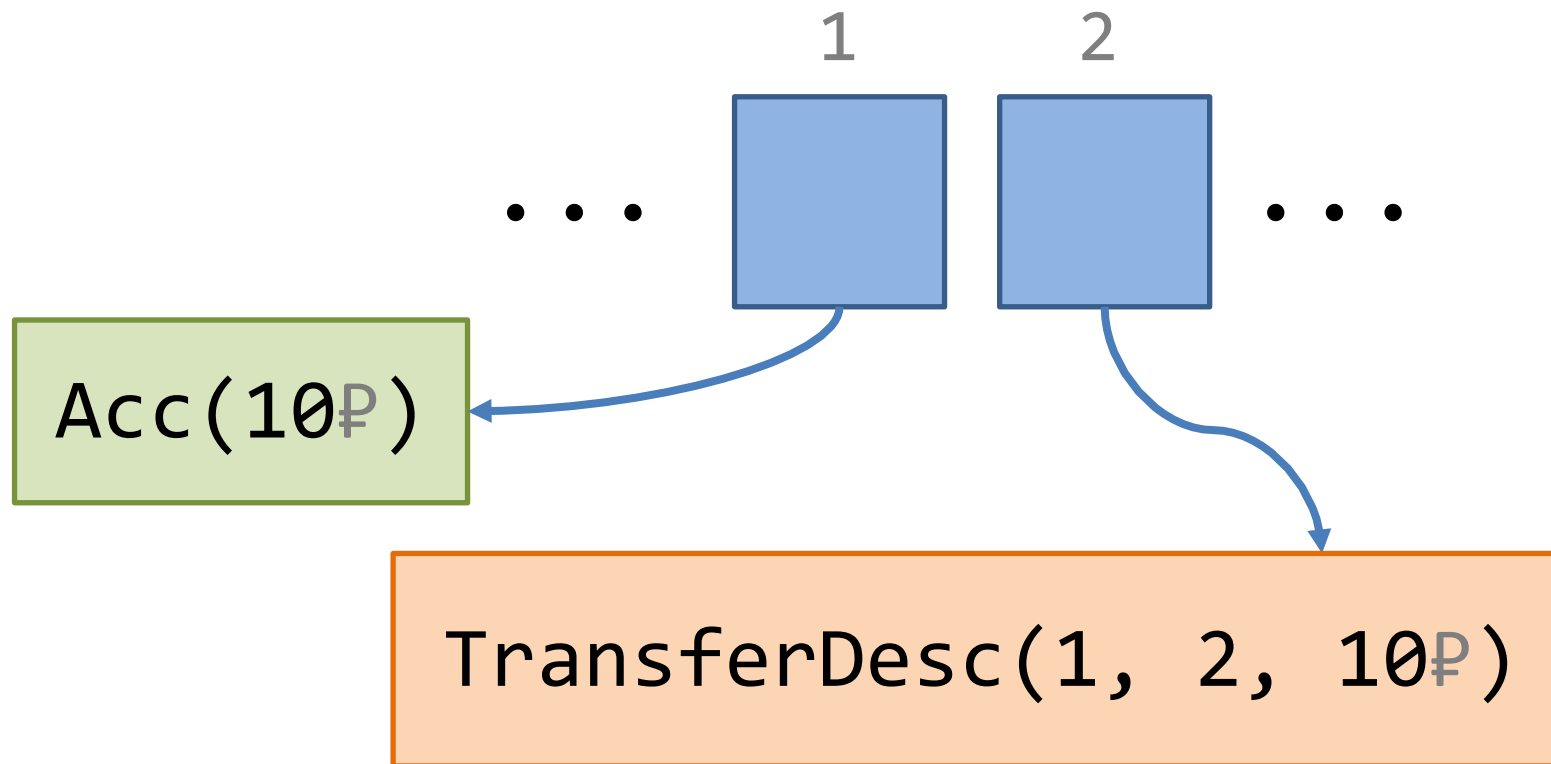 1 2
. . . . . .
Acc(10₽)
TransferDesc(1, 2, 10₽)